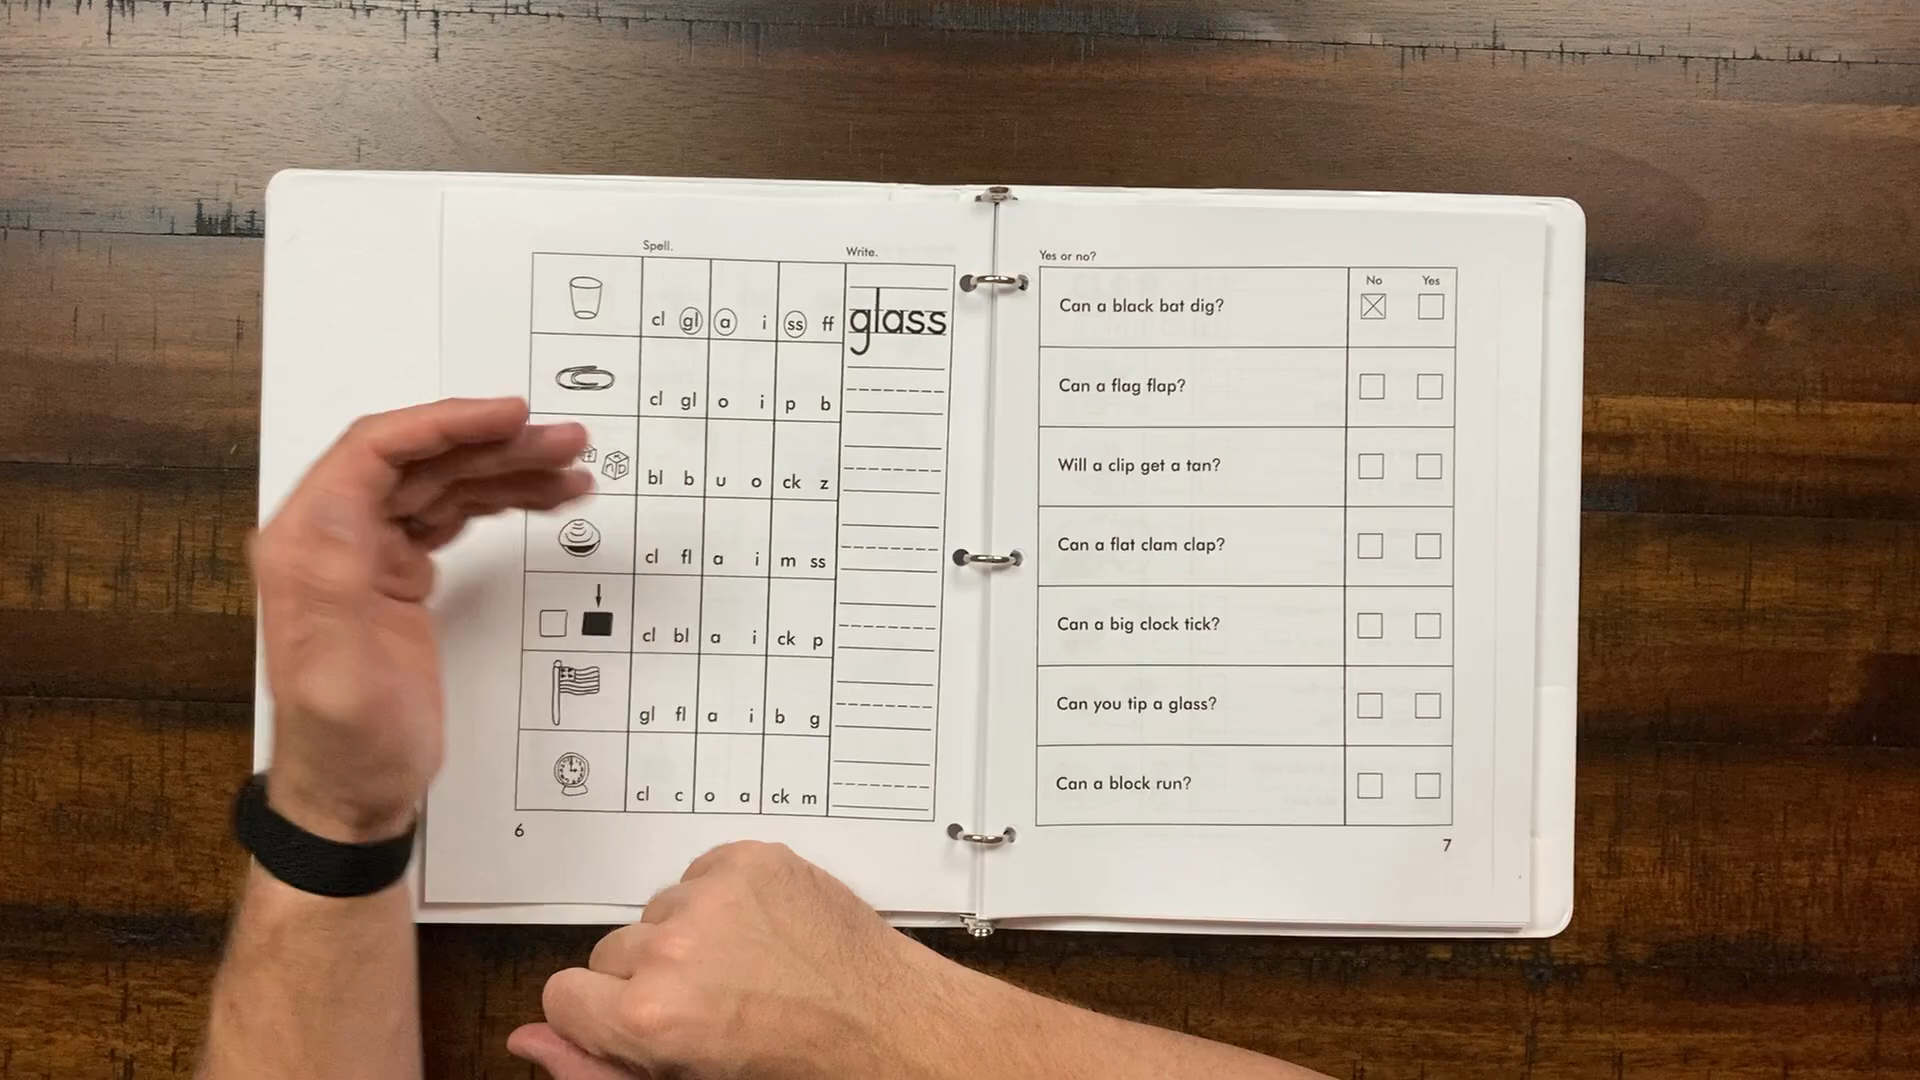 Spell. Write.
cl gl a i ss ff glass
cl gl o i p b
bl b u o ck z
cl fl a i m ss
cl bl a i ck p
gl fl a i b g
cl c o a ck m
6
Yes or no?
No Yes
Can a black bat dig?
Can a flag flap?
Will a clip get a tan?
Can a flat clam clap?
Can a big clock tick?
Can you tip a glass?
Can a block run?
7